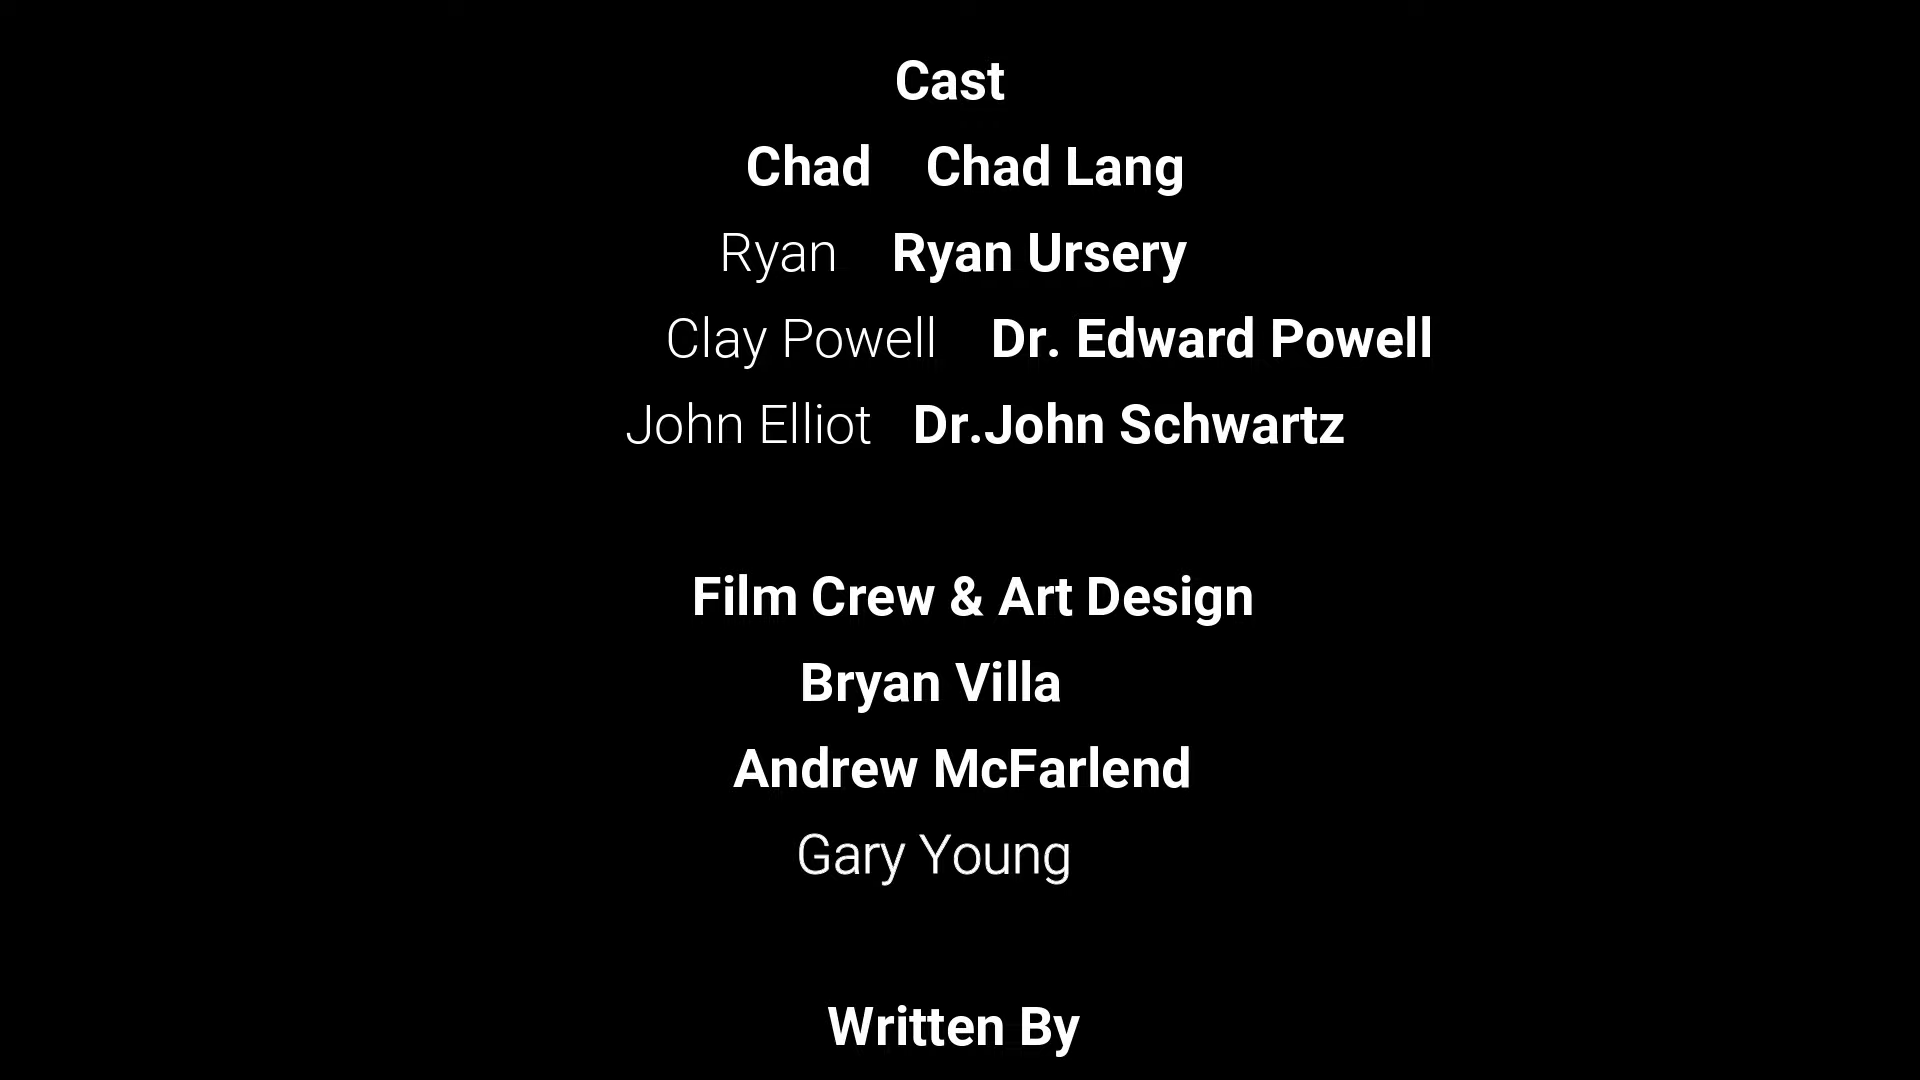 Cast
Chad Chad Lang
Ryan Ryan Ursery
Clay Powell Dr. Edward Powell
John Elliot Dr.John Schwartz
Film Crew & Art Design
Bryan Villa
Andrew McFarlend
Gary Young
Written By